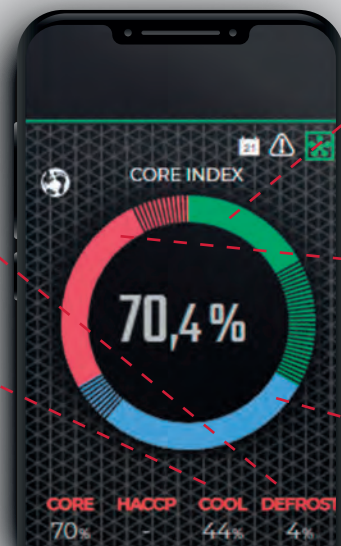 21
CORE INDEX
70,4 %
CORE HACCP COOL DEFROST
70% - 44% 4%